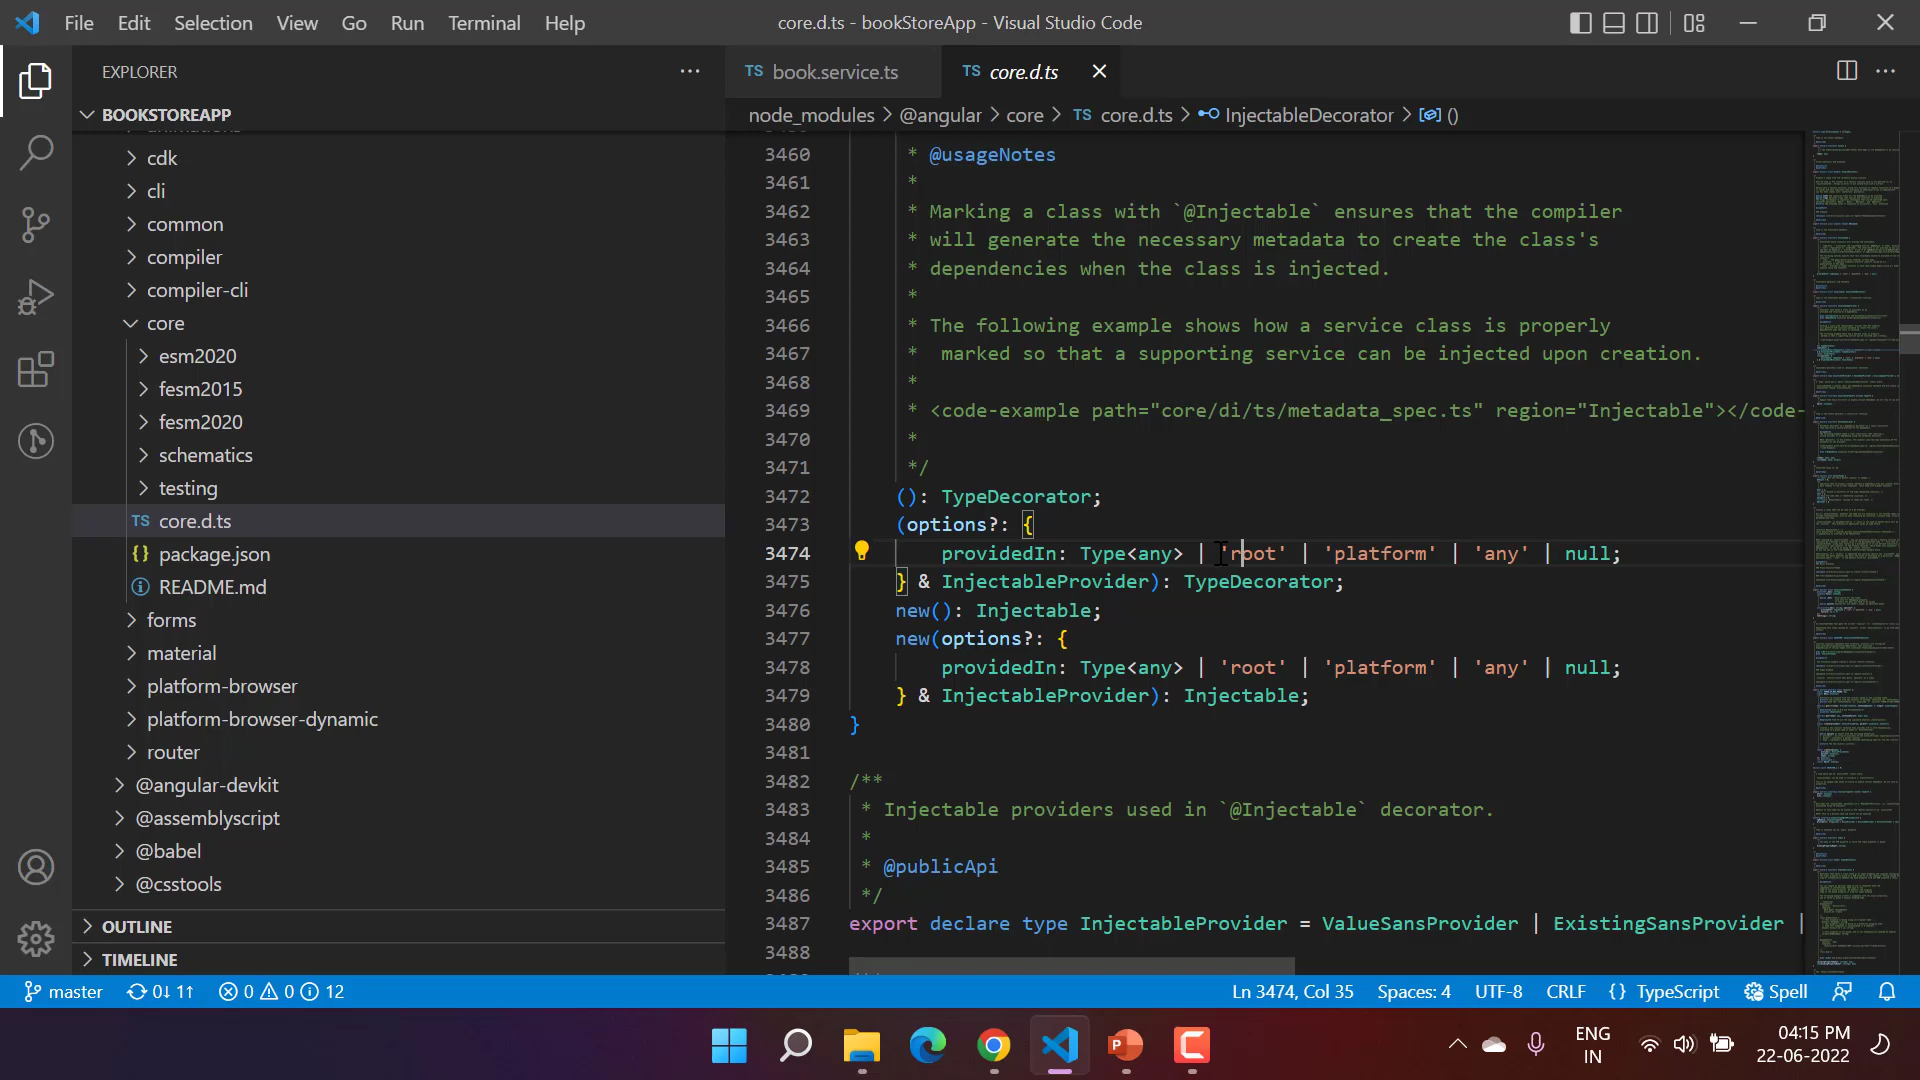 File Edit Selection View Go Run Terminal Help
core.d.ts - bookStoreApp - Visual Studio Code
EXPLORER
BOOKSTOREAPP
animations
cdk
cli
common
compiler
compiler-cli
core
esm2020
fesm2015
fesm2020
schematics
testing
TS core.d.ts
{} package.json
README.md
forms
material
platform-browser
platform-browser-dynamic
router
@angular-devkit
@assemblyscript
@babel
@csstools
OUTLINE
TIMELINE
TS book.service.ts
TS core.d.ts
node_modules > @angular > core > TS core.d.ts > InjectableDecorator > ()
3460 * @usageNotes
3461 *
3462 * Marking a class with `@Injectable` ensures that the compiler
3463 * will generate the necessary metadata to create the class's
3464 * dependencies when the class is injected.
3465 *
3466 * The following example shows how a service class is properly
3467 * marked so that a supporting service can be injected upon creation.
3468 *
3469 * <code-example path="core/di/ts/metadata_spec.ts" region="Injectable"></code-
3470 *
3471 */
3472 (): TypeDecorator;
3473 (options?: {
3474 providedIn: Type<any> | 'root' | 'platform' | 'any' | null;
3475 } & InjectableProvider): TypeDecorator;
3476 new(): Injectable;
3477 new(options?: {
3478 providedIn: Type<any> | 'root' | 'platform' | 'any' | null;
3479 } & InjectableProvider): Injectable;
3480 }
3481
3482 /**
3483 * Injectable providers used in `@Injectable` decorator.
3484 *
3485 * @publicApi
3486 */
3487 export declare type InjectableProvider = ValueSansProvider | ExistingSansProvider |
3488
master 0↓ 1↑ 0 0 12
Ln 3474, Col 35 Spaces: 4 UTF-8 CRLF {} TypeScript Spell
ENG
IN
04:15 PM
22-06-2022